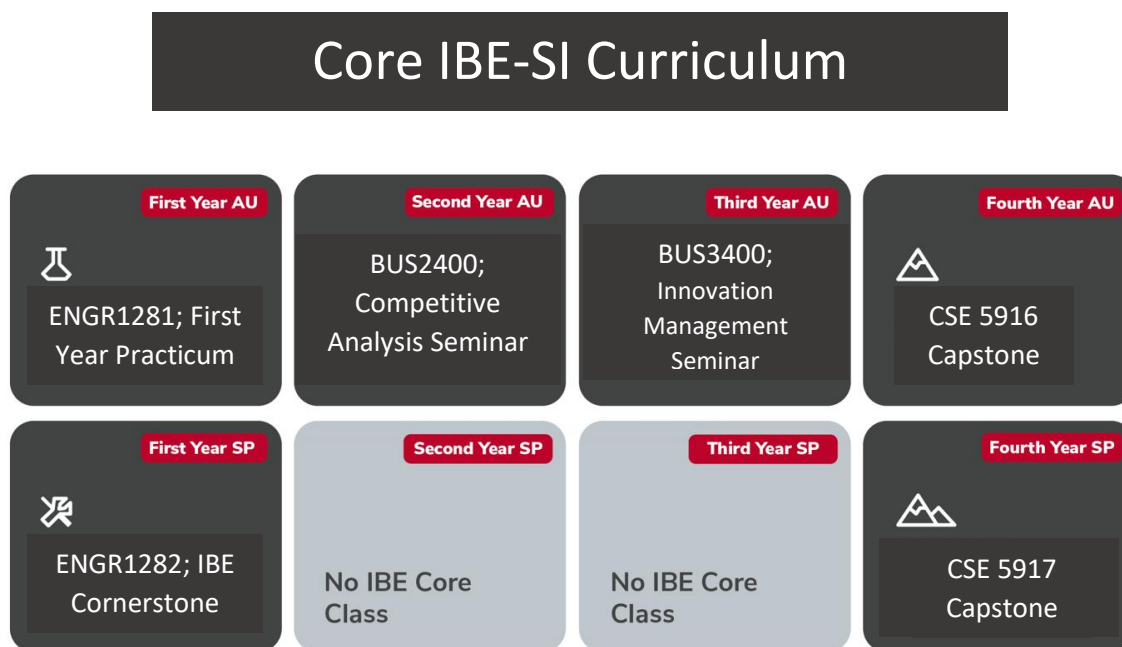 Core IBE-SI Curriculum
First Year AU
ENGR1281; First
Year Practicum
Second Year AU
BUS2400;
Competitive
Analysis Seminar
Third Year AU
BUS3400;
Innovation
Management
Seminar
Fourth Year AU
CSE 5916
Capstone
First Year SP
ENGR1282; IBE
Cornerstone
Second Year SP
No IBE Core
Class
Third Year SP
No IBE Core
Class
Fourth Year SP
CSE 5917
Capstone